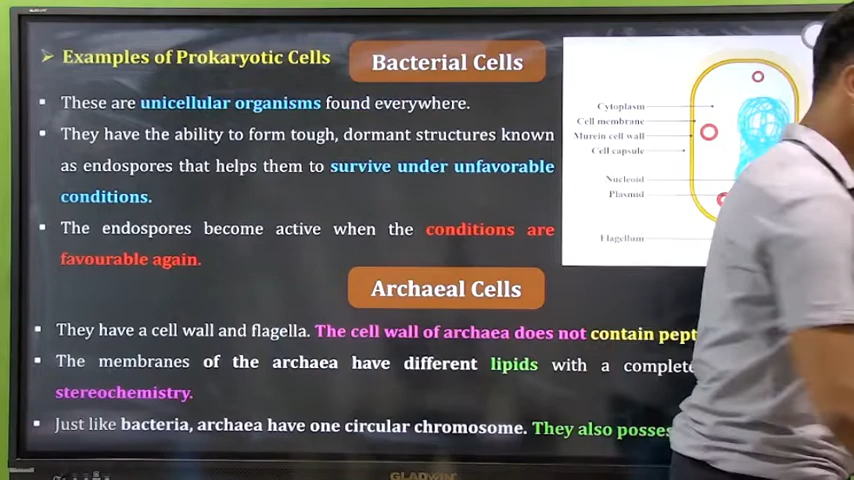 ➢ Examples of Prokaryotic Cells
Bacterial Cells
▪ These are unicellular organisms found everywhere.
▪ They have the ability to form tough, dormant structures known
as endospores that helps them to survive under unfavorable
conditions.
▪ The endospores become active when the conditions are
favourable again.
Cytoplasm
Cell membrane
Murein cell wall
Cell capsule
Nucleoid
Plasmid
Flagellum
Archaeal Cells
▪ They have a cell wall and flagella. The cell wall of archaea does not contain pept
▪ The membranes of the archaea have different lipids with a complete
stereochemistry.
▪ Just like bacteria, archaea have one circular chromosome. They also posses
GLADWIN